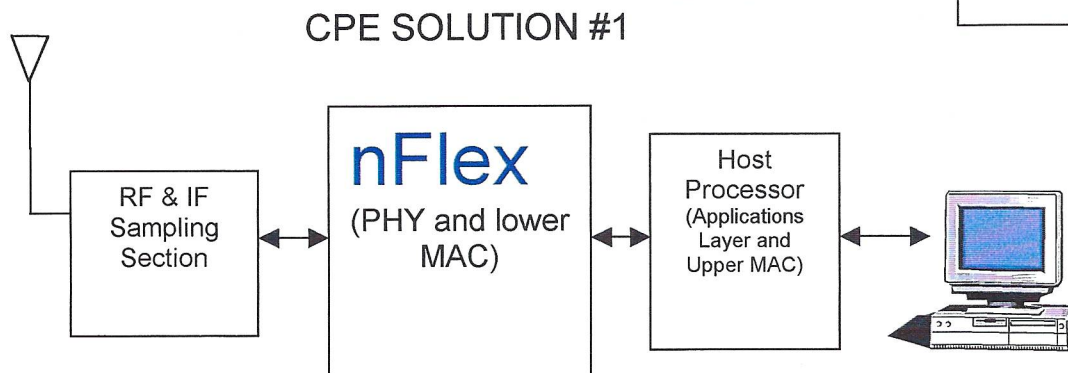 CPE SOLUTION #1
RF & IF
Sampling
Section
nFlex
(PHY and lower
MAC)
Host
Processor
(Applications
Layer and
Upper MAC)